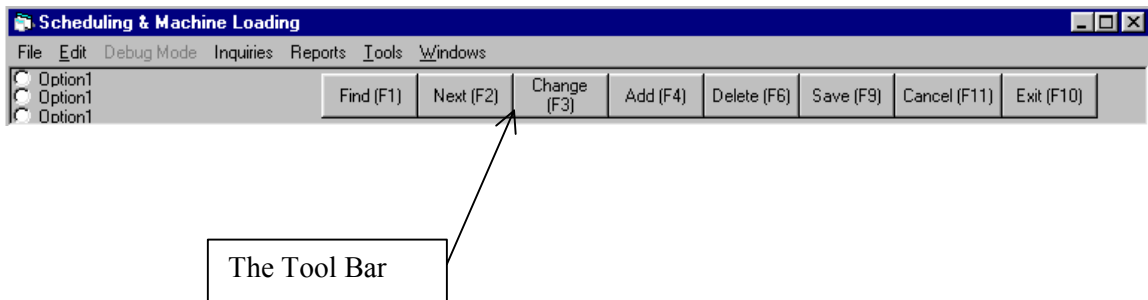 Scheduling & Machine Loading
File Edit Debug Mode Inquiries Reports Tools Windows
Option1
Option1
Option1
Find (F1) Next (F2) Change (F3) Add (F4) Delete (F6) Save (F9) Cancel (F11) Exit (F10)
The Tool Bar